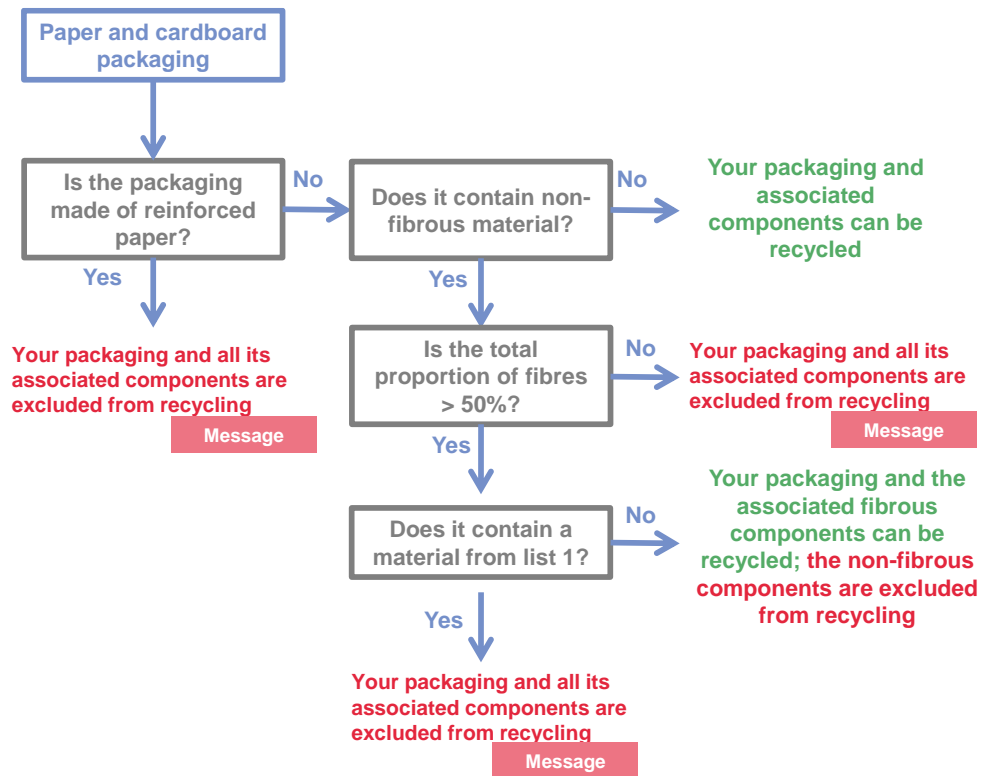 Paper and cardboard
packaging
Is the packaging
made of reinforced
paper?
No
Does it contain non-
fibrous material?
No
Your packaging and
associated
components can be
recycled
Yes
Yes
Your packaging and all its
associated components are
excluded from recycling
Message
Is the total
proportion of fibres
> 50%?
No
Your packaging and all its
associated components are
excluded from recycling
Message
Yes
Does it contain a
material from list 1?
No
Your packaging and the
associated fibrous
components can be
recycled; the non-fibrous
components are excluded
from recycling
Yes
Your packaging and all its
associated components are
excluded from recycling
Message